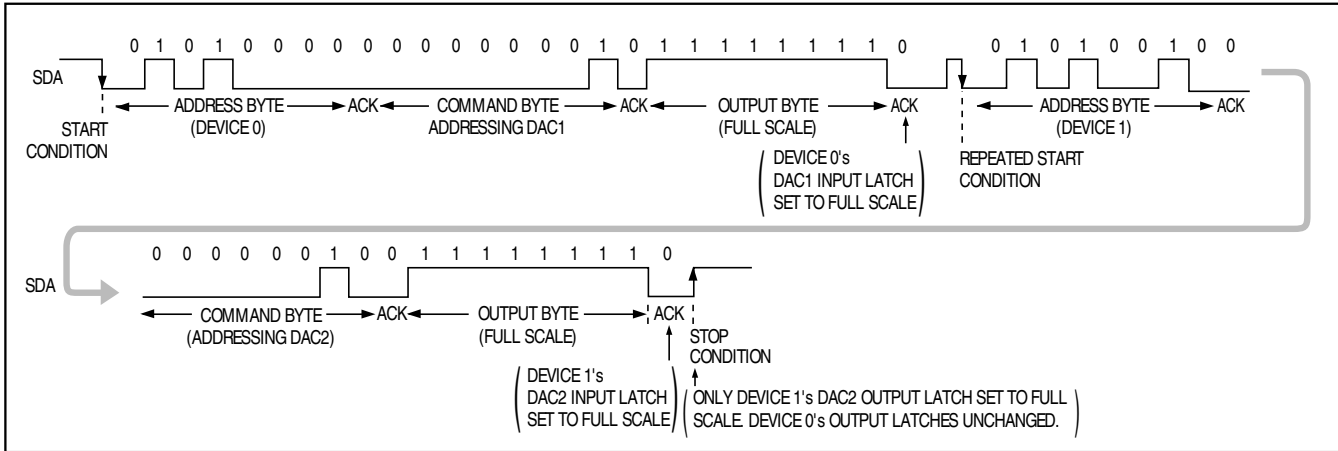 0 1 0 1 0 0 0 0 0 0 0 0 0 0 0 0 1 0 1 1 1 1 1 1 1 1 0 0 1 0 1 0 0 1 0 0
SDA
ADDRESS BYTE ACK COMMAND BYTE ACK OUTPUT BYTE ACK ADDRESS BYTE ACK
(DEVICE 0) ADDRESSING DAC1 (FULL SCALE) (DEVICE 1)
START
CONDITION
DEVICE 0's
DAC1 INPUT LATCH
SET TO FULL SCALE
REPEATED START
CONDITION
0 0 0 0 0 0 1 0 0 1 1 1 1 1 1 1 1 0
SDA
COMMAND BYTE ACK OUTPUT BYTE ACK
(ADDRESSING DAC2) (FULL SCALE)
STOP
CONDITION
DEVICE 1's
DAC2 INPUT LATCH
SET TO FULL SCALE
ONLY DEVICE 1's DAC2 OUTPUT LATCH SET TO FULL
SCALE. DEVICE 0's OUTPUT LATCHES UNCHANGED.